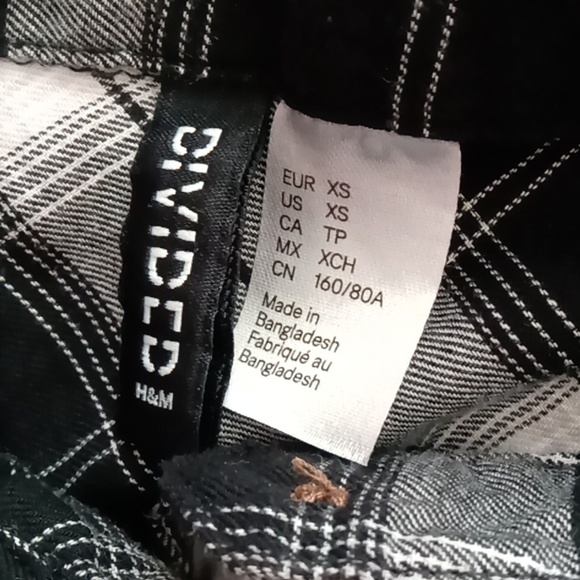 DIVIDED
H&M
EUR XS
US XS
CA TP
MX XCH
CN 160/80A
Made in
Bangladesh
Fabriqué au
Bangladesh